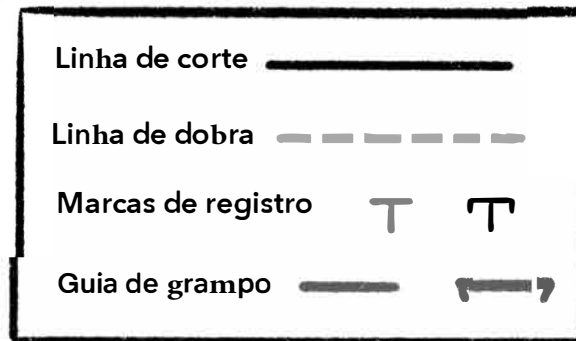 Linha de corte
Linha de dobra
Marcas de registro
Guia de grampo